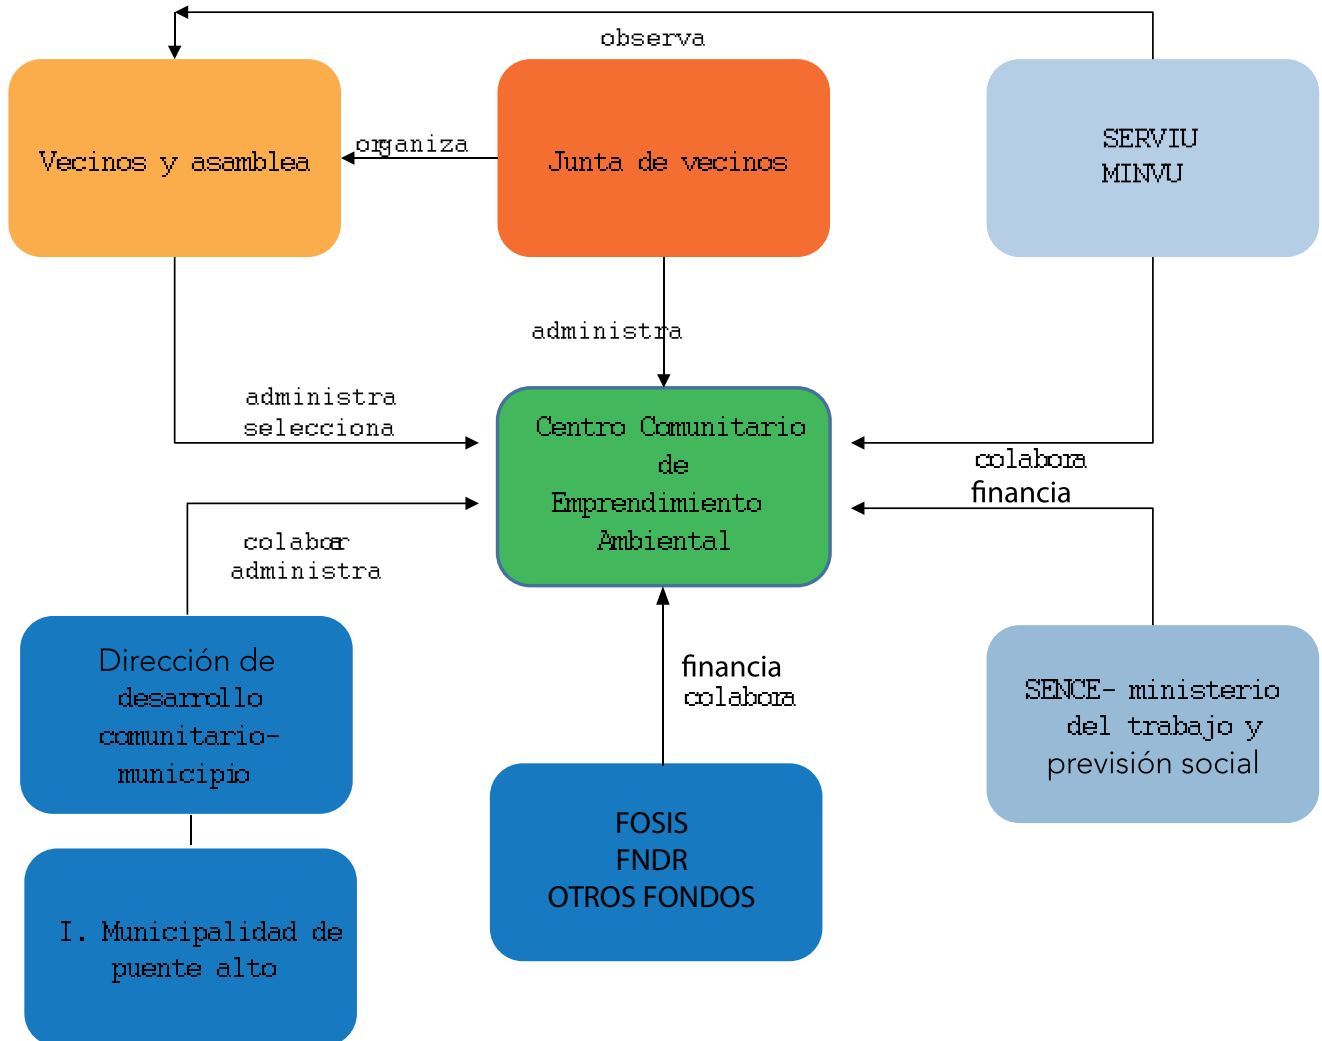 observa
Vecinos y asamblea
organiza
Junta de vecinos
SERVIU
MINVU
administra
administra
selecciona
Centro Comunitario
de
Emprendimiento
Ambiental
colabora
financia
colabor
administra
Dirección de
desarrollo
comunitario-
municipio
financia
colabora
SENCE- ministerio
del trabajo y
previsión social
FOSIS
FNDR
OTROS FONDOS
I. Municipalidad de
puente alto